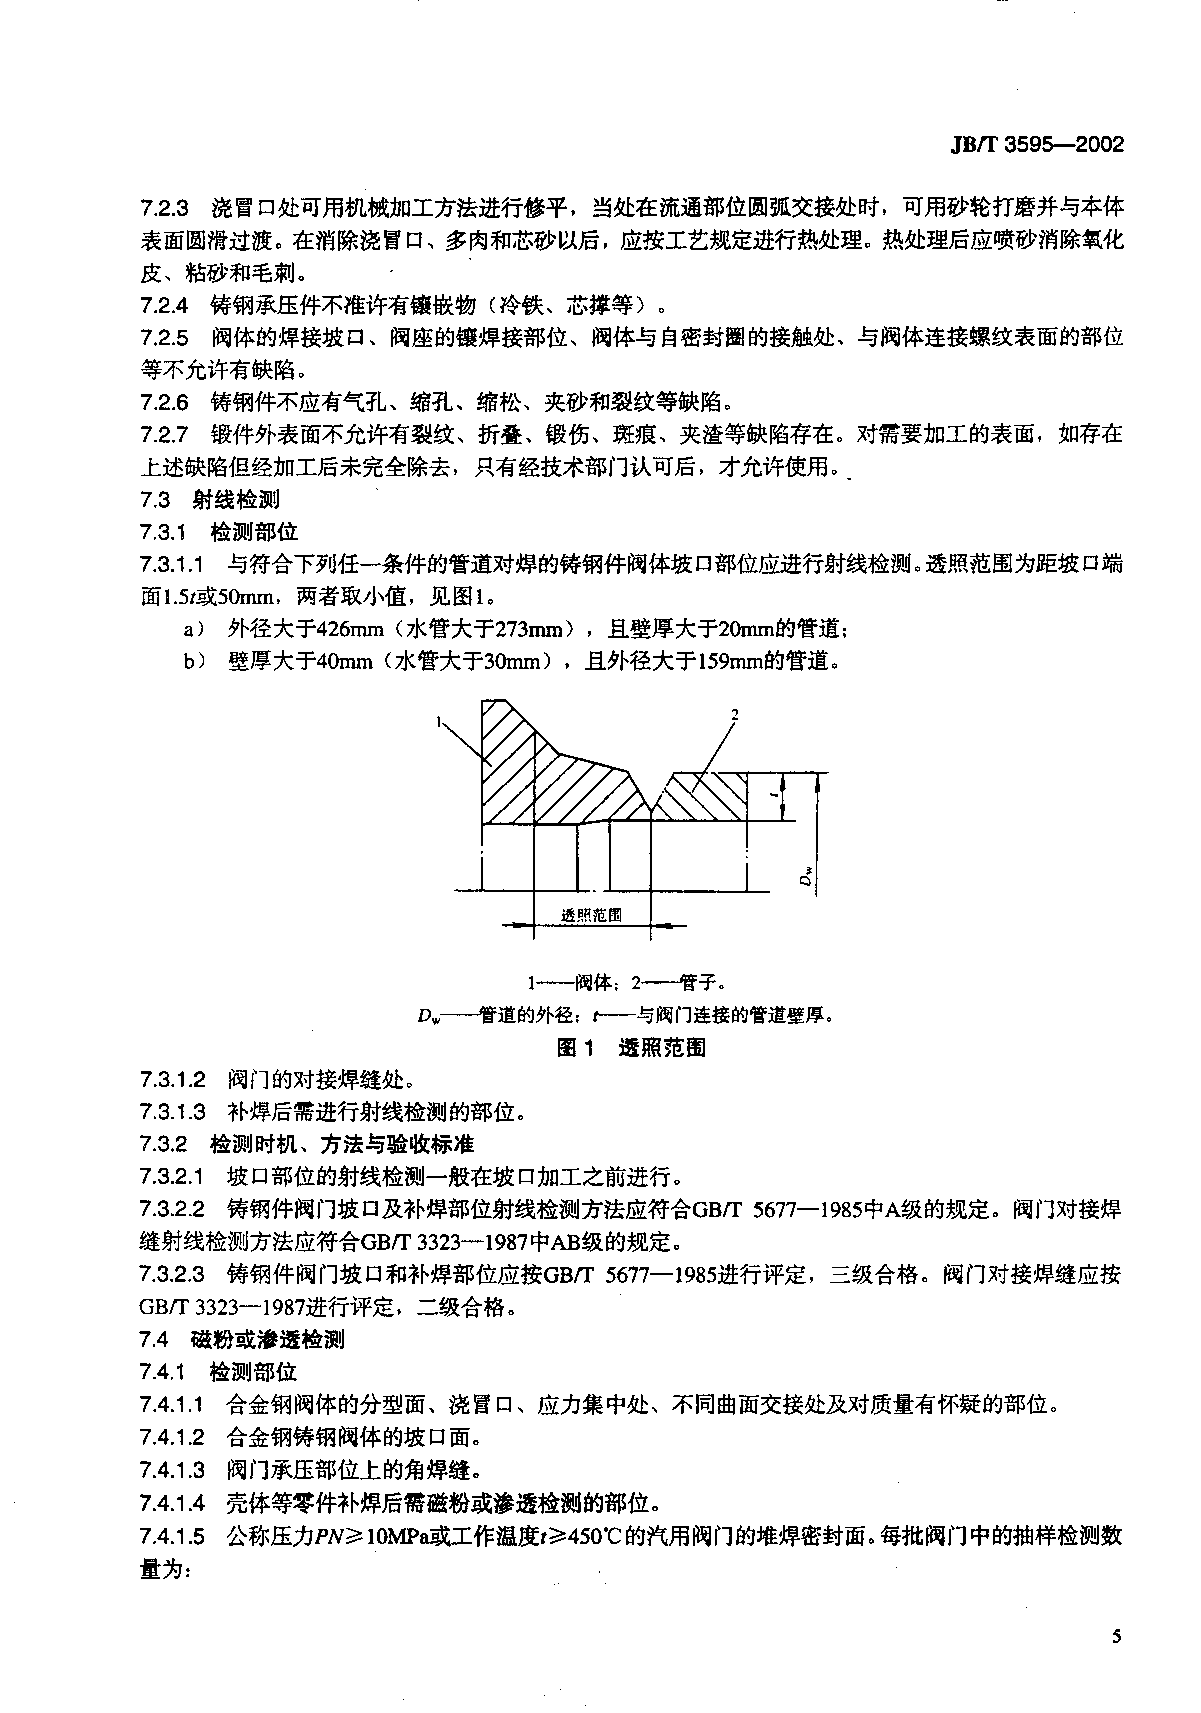 JB/T 3595—2002
7.2.3 浇冒口处可用机械加工方法进行修平，当处在流通部位圆弧交接处时，可用砂轮打磨并与本体
表面圆滑过渡。在消除浇冒口、多肉和芯砂以后，应按工艺规定进行热处理。热处理后应喷砂消除氧化
皮、粘砂和毛刺。
7.2.4 铸钢承压件不准许有镶嵌物（冷铁、芯撑等）。
7.2.5 阀体的焊接坡口、阀座的镶焊接部位、阀体与自密封圈的接触处、与阀体连接螺纹表面的部位
等不允许有缺陷。
7.2.6 铸钢件不应有气孔、缩孔、缩松、夹砂和裂纹等缺陷。
7.2.7 锻件外表面不允许有裂纹、折叠、锻伤、斑痕、夹渣等缺陷存在。对需要加工的表面，如存在
上述缺陷但经加工后未完全除去，只有经技术部门认可后，才允许使用。
7.3 射线检测
7.3.1 检测部位
7.3.1.1 与符合下列任一条件的管道对焊的铸钢件阀体坡口部位应进行射线检测。透照范围为距坡口端
面1.5t或50mm，两者取小值，见图1。
a） 外径大于426mm（水管大于273mm），且壁厚大于20mm的管道；
b） 壁厚大于40mm（水管大于30mm），且外径大于159mm的管道。
1
2
t
Dw
透照范围
1——阀体；2——管子。
Dw——管道的外径；t——与阀门连接的管道壁厚。
图 1 透照范围
7.3.1.2 阀门的对接焊缝处。
7.3.1.3 补焊后需进行射线检测的部位。
7.3.2 检测时机、方法与验收标准
7.3.2.1 坡口部位的射线检测一般在坡口加工之前进行。
7.3.2.2 铸钢件阀门坡口及补焊部位射线检测方法应符合GB/T 5677—1985中A级的规定。阀门对接焊
缝射线检测方法应符合GB/T 3323—1987中AB级的规定。
7.3.2.3 铸钢件阀门坡口和补焊部位应按GB/T 5677—1985进行评定，三级合格。阀门对接焊缝应按
GB/T 3323—1987进行评定，二级合格。
7.4 磁粉或渗透检测
7.4.1 检测部位
7.4.1.1 合金钢阀体的分型面、浇冒口、应力集中处、不同曲面交接处及对质量有怀疑的部位。
7.4.1.2 合金钢铸钢阀体的坡口面。
7.4.1.3 阀门承压部位上的角焊缝。
7.4.1.4 壳体等零件补焊后需磁粉或渗透检测的部位。
7.4.1.5 公称压力PN≥10MPa或工作温度t≥450℃的汽用阀门的堆焊密封面。每批阀门中的抽样检测数
量为：
5